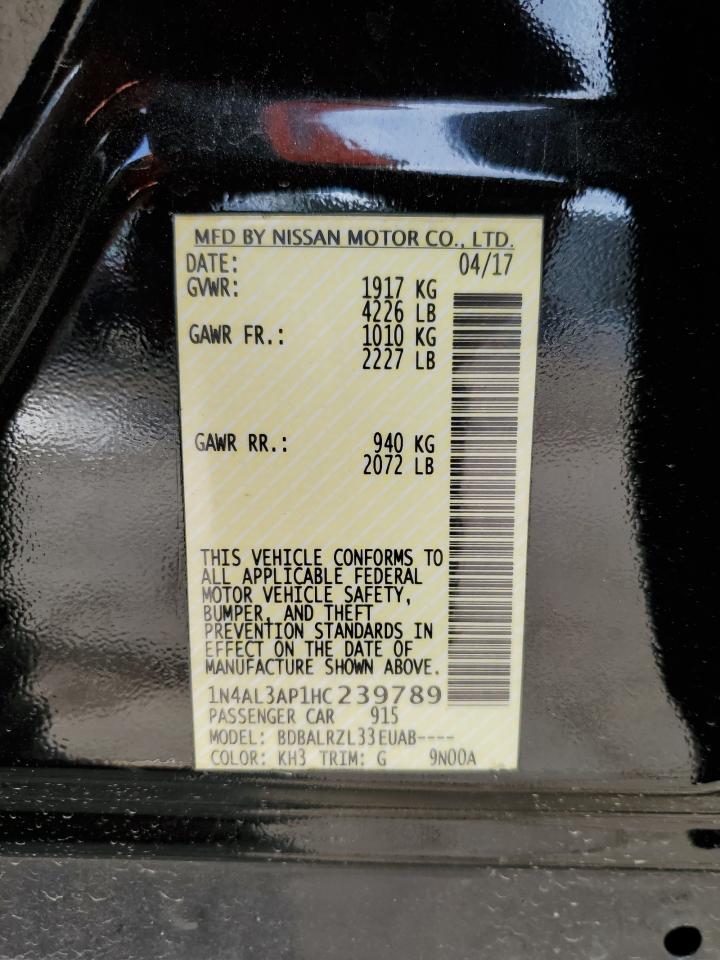 MFD BY NISSAN MOTOR CO., LTD.
DATE: 04/17
GVWR: 1917 KG
4226 LB
GAWR FR.: 1010 KG
2227 LB
GAWR RR.: 940 KG
2072 LB
THIS VEHICLE CONFORMS TO
ALL APPLICABLE FEDERAL
MOTOR VEHICLE SAFETY,
BUMPER, AND THEFT
PREVENTION STANDARDS IN
EFFECT ON THE DATE OF
MANUFACTURE SHOWN ABOVE.
1N4AL3AP1HC239789
PASSENGER CAR 915
MODEL: BDBALRZL33EUAB----
COLOR: KH3 TRIM: G 9N00A